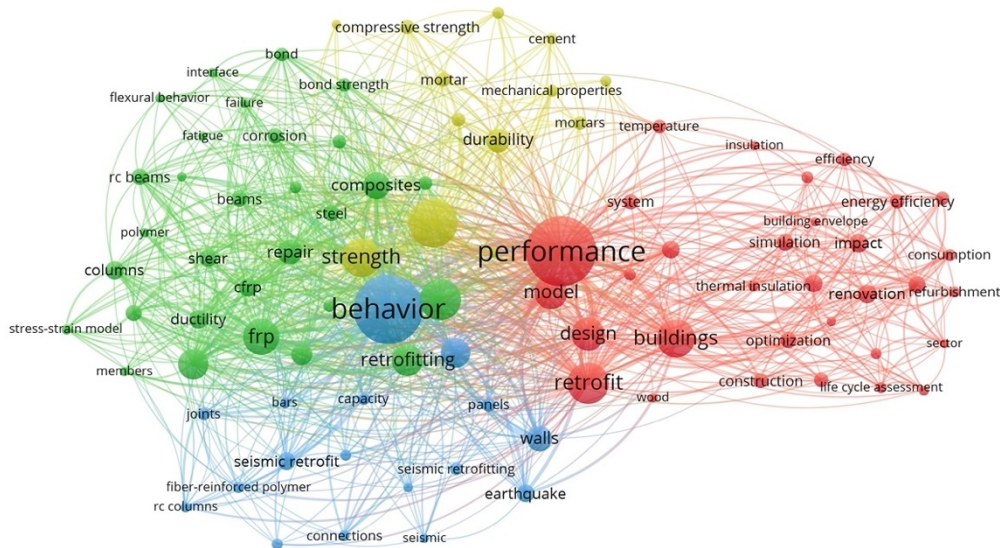 compressive strength
cement
bond
interface
bond strength
mortar
mechanical properties
flexural behavior
failure
mortars
temperature
fatigue
corrosion
durability
insulation
efficiency
rc beams
composites
beams
system
energy efficiency
steel
building envelope
polymer
simulation
impact
shear
repair
strength
performance
consumption
columns
cfrp
model
thermal insulation
renovation
refurbishment
behavior
stress-strain model
ductility
frp
design
buildings
optimization
sector
retrofitting
members
retrofit
construction
life cycle assessment
wood
joints
bars
capacity
panels
walls
seismic retrofit
seismic retrofitting
fiber-reinforced polymer
earthquake
rc columns
connections
seismic